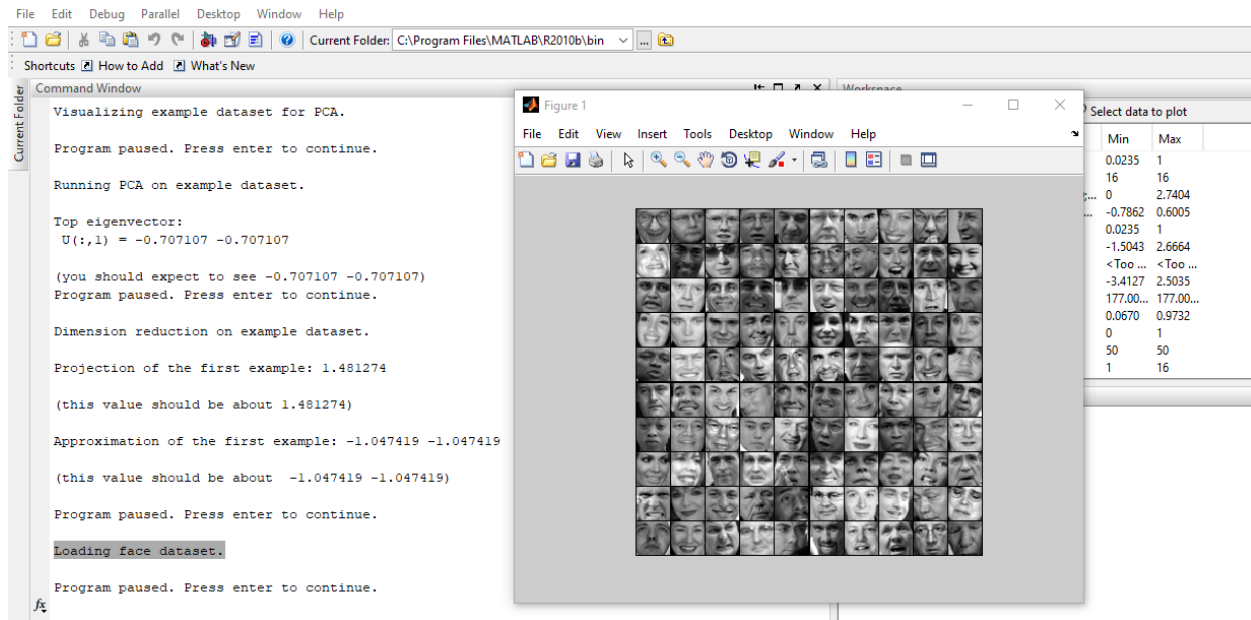 File Edit Debug Parallel Desktop Window Help
Current Folder: C:\Program Files\MATLAB\R2010b\bin
Shortcuts How to Add What's New
Current Folder
Command Window
Visualizing example dataset for PCA.
Program paused. Press enter to continue.
Running PCA on example dataset.
Top eigenvector:
U(:,1) = -0.707107 -0.707107
(you should expect to see -0.707107 -0.707107)
Program paused. Press enter to continue.
Dimension reduction on example dataset.
Projection of the first example: 1.481274
(this value should be about 1.481274)
Approximation of the first example: -1.047419 -1.047419
(this value should be about  -1.047419 -1.047419)
Program paused. Press enter to continue.
Loading face dataset.
Program paused. Press enter to continue.
fx
Figure 1
File Edit View Insert Tools Desktop Window Help
Workspace
Select data to plot
Min Max
0.0235 1
16 16
;... 0 2.7404
... -0.7862 0.6005
0.0235 1
-1.5043 2.6664
<Too ... <Too ...
-3.4127 2.5035
177.00... 177.00...
0.0670 0.9732
0 1
50 50
1 16